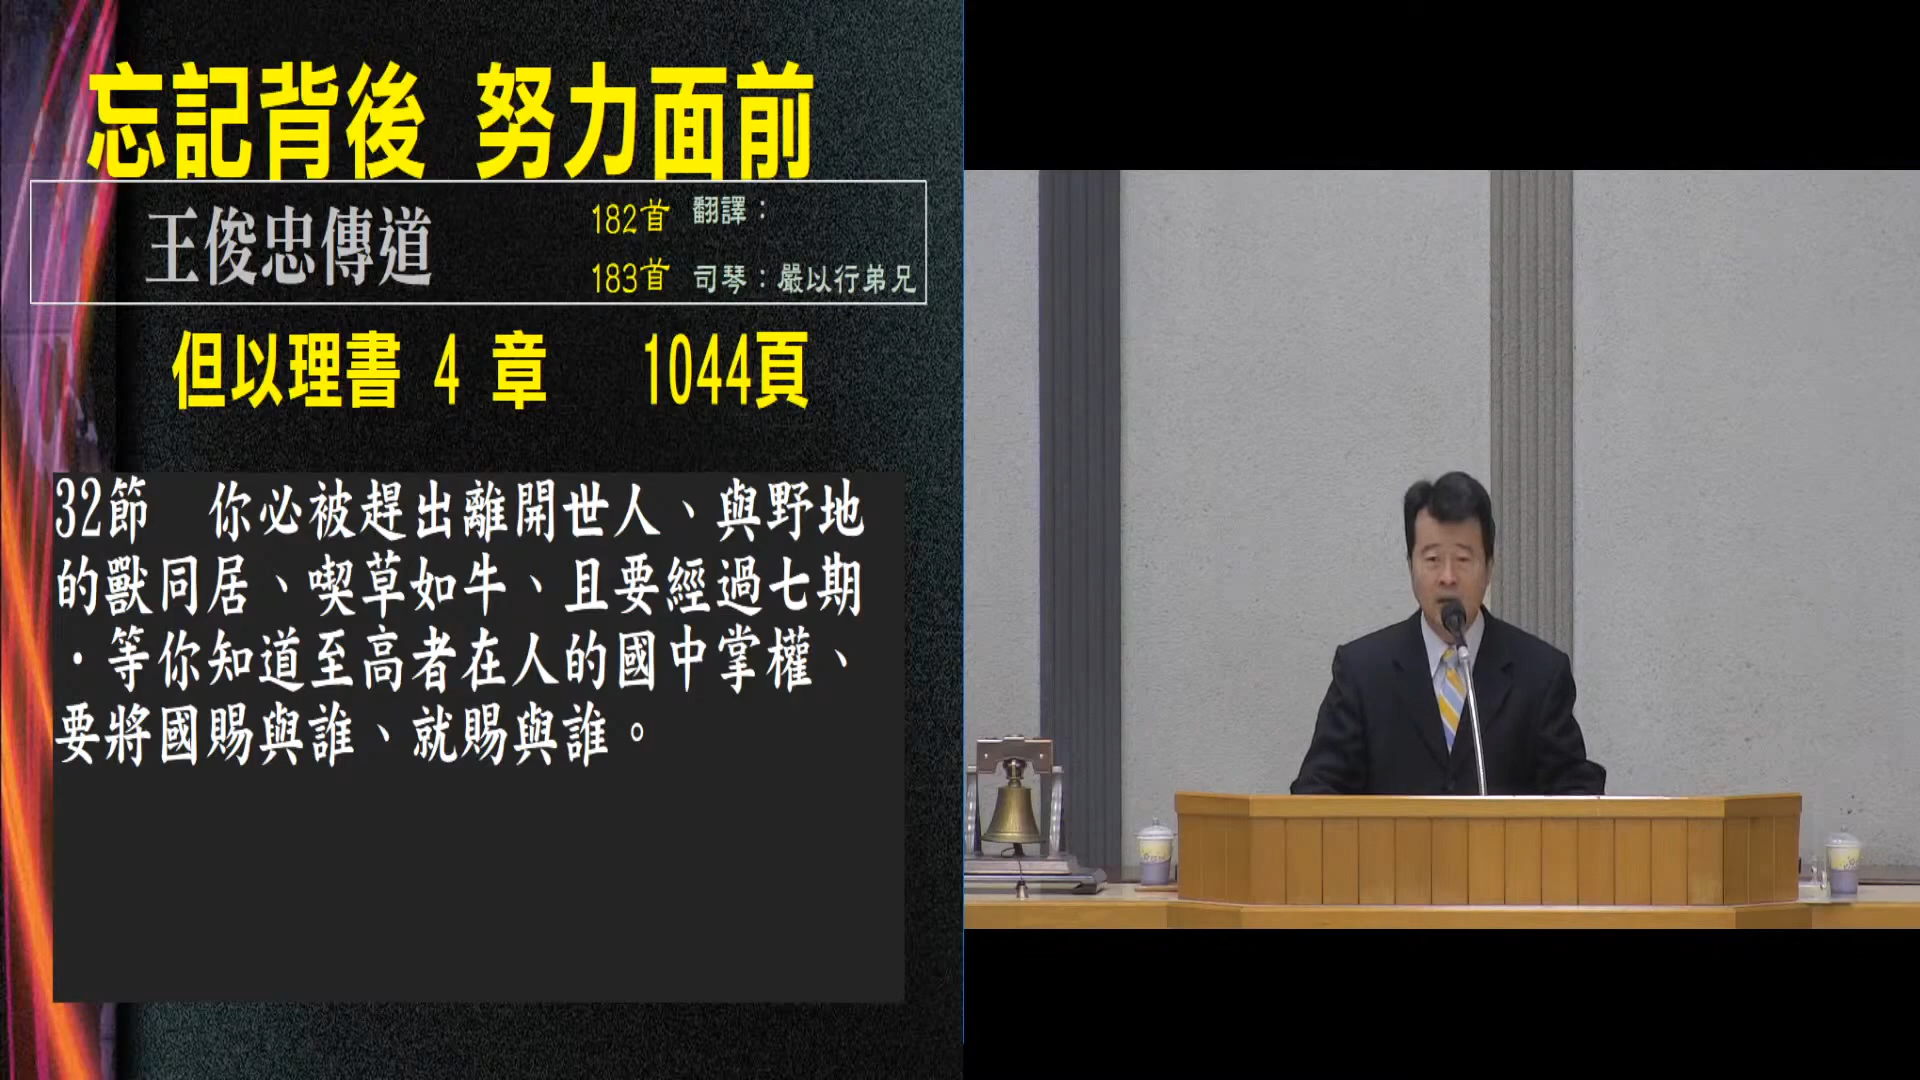 忘記背後 努力面前
王俊忠傳道
182首 翻譯：
183首 司琴：嚴以行弟兄
但以理書 4 章 1044頁
32節 你必被趕出離開世人、與野地
的獸同居、喫草如牛、且要經過七期
．等你知道至高者在人的國中掌權、
要將國賜與誰、就賜與誰。